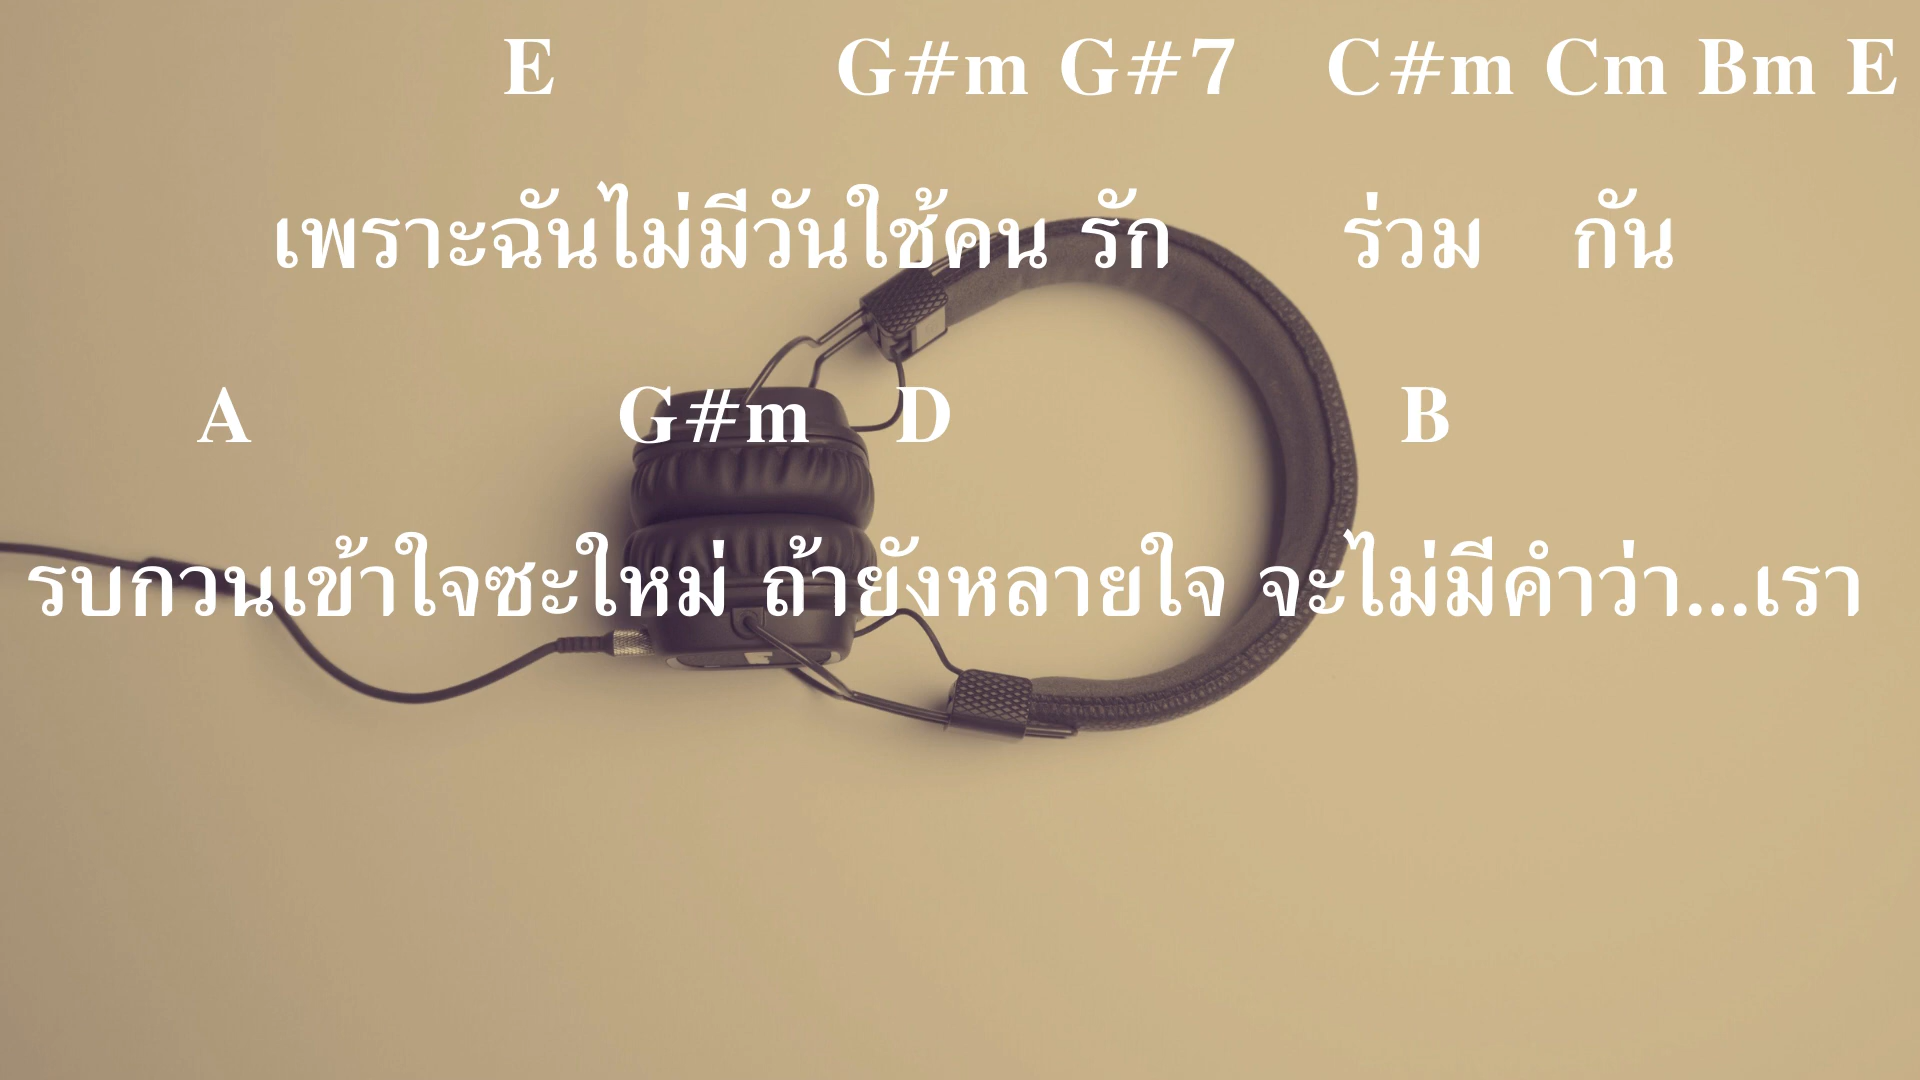 E G#m G#7 C#m Cm Bm E
เพราะฉันไม่มีวันใช้คน รัก ร่วม กัน
A G#m D B
รบกวนเข้าใจซะใหม่ ถ้ายังหลายใจ จะไม่มีคำว่า...เรา